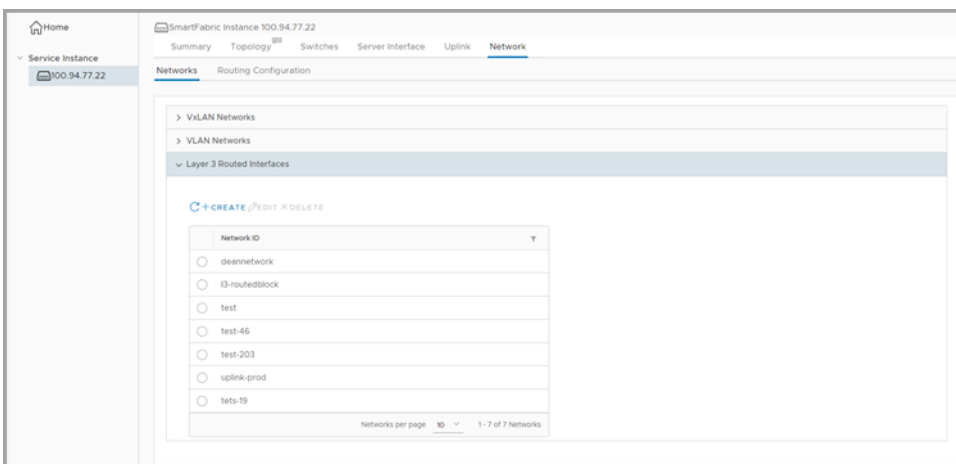 Home
SmartFabric Instance 100.94.77.22
Summary Topology Switches Server Interface Uplink Network
Service Instance
100.94.77.22
Networks Routing Configuration
VxLAN Networks
VLAN Networks
Layer 3 Routed Interfaces
CREATE EDIT DELETE
Network ID
deannetwork
l3-routedblock
test
test-46
test-203
uplink-prod
tets-19
Networks per page 10 1 - 7 of 7 Networks